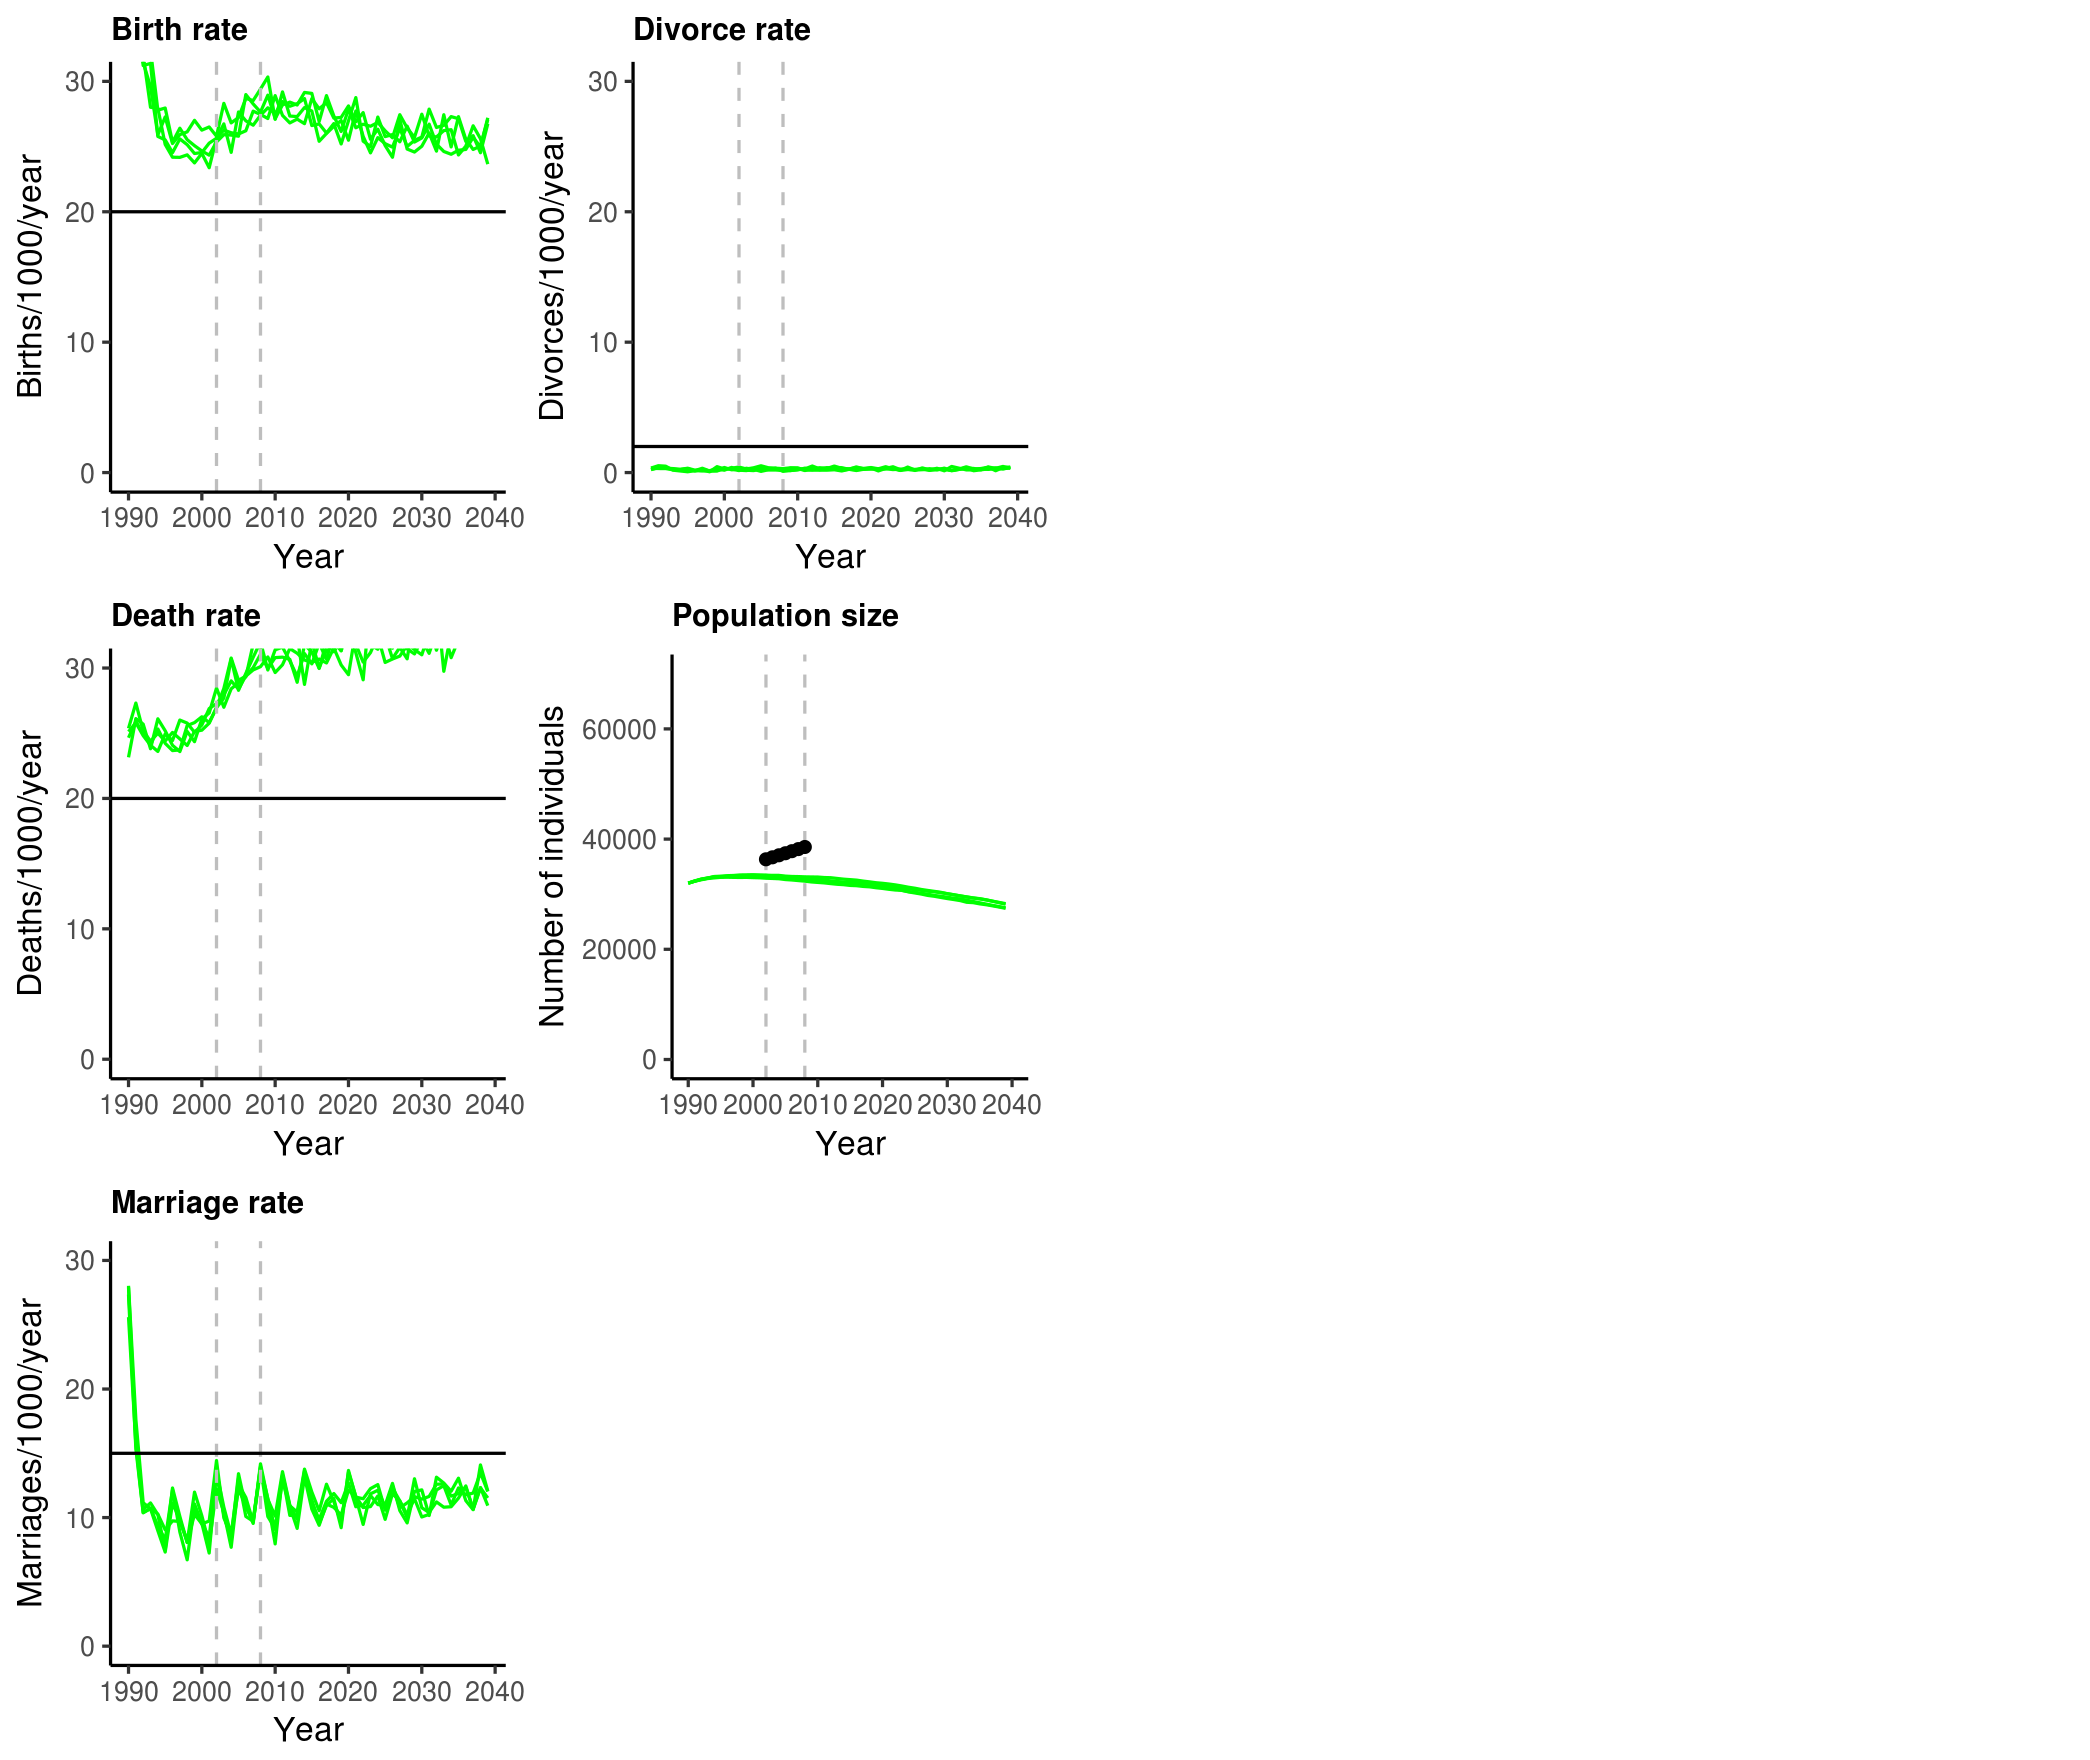 Birth rate
Births/1000/year
30
20
10
0
1990 2000 2010 2020 2030 2040
Year
Divorce rate
Divorces/1000/year
30
20
10
0
1990 2000 2010 2020 2030 2040
Year
Death rate
Deaths/1000/year
30
20
10
0
1990 2000 2010 2020 2030 2040
Year
Population size
Number of individuals
60000
40000
20000
0
1990 2000 2010 2020 2030 2040
Year
Marriage rate
Marriages/1000/year
30
20
10
0
1990 2000 2010 2020 2030 2040
Year